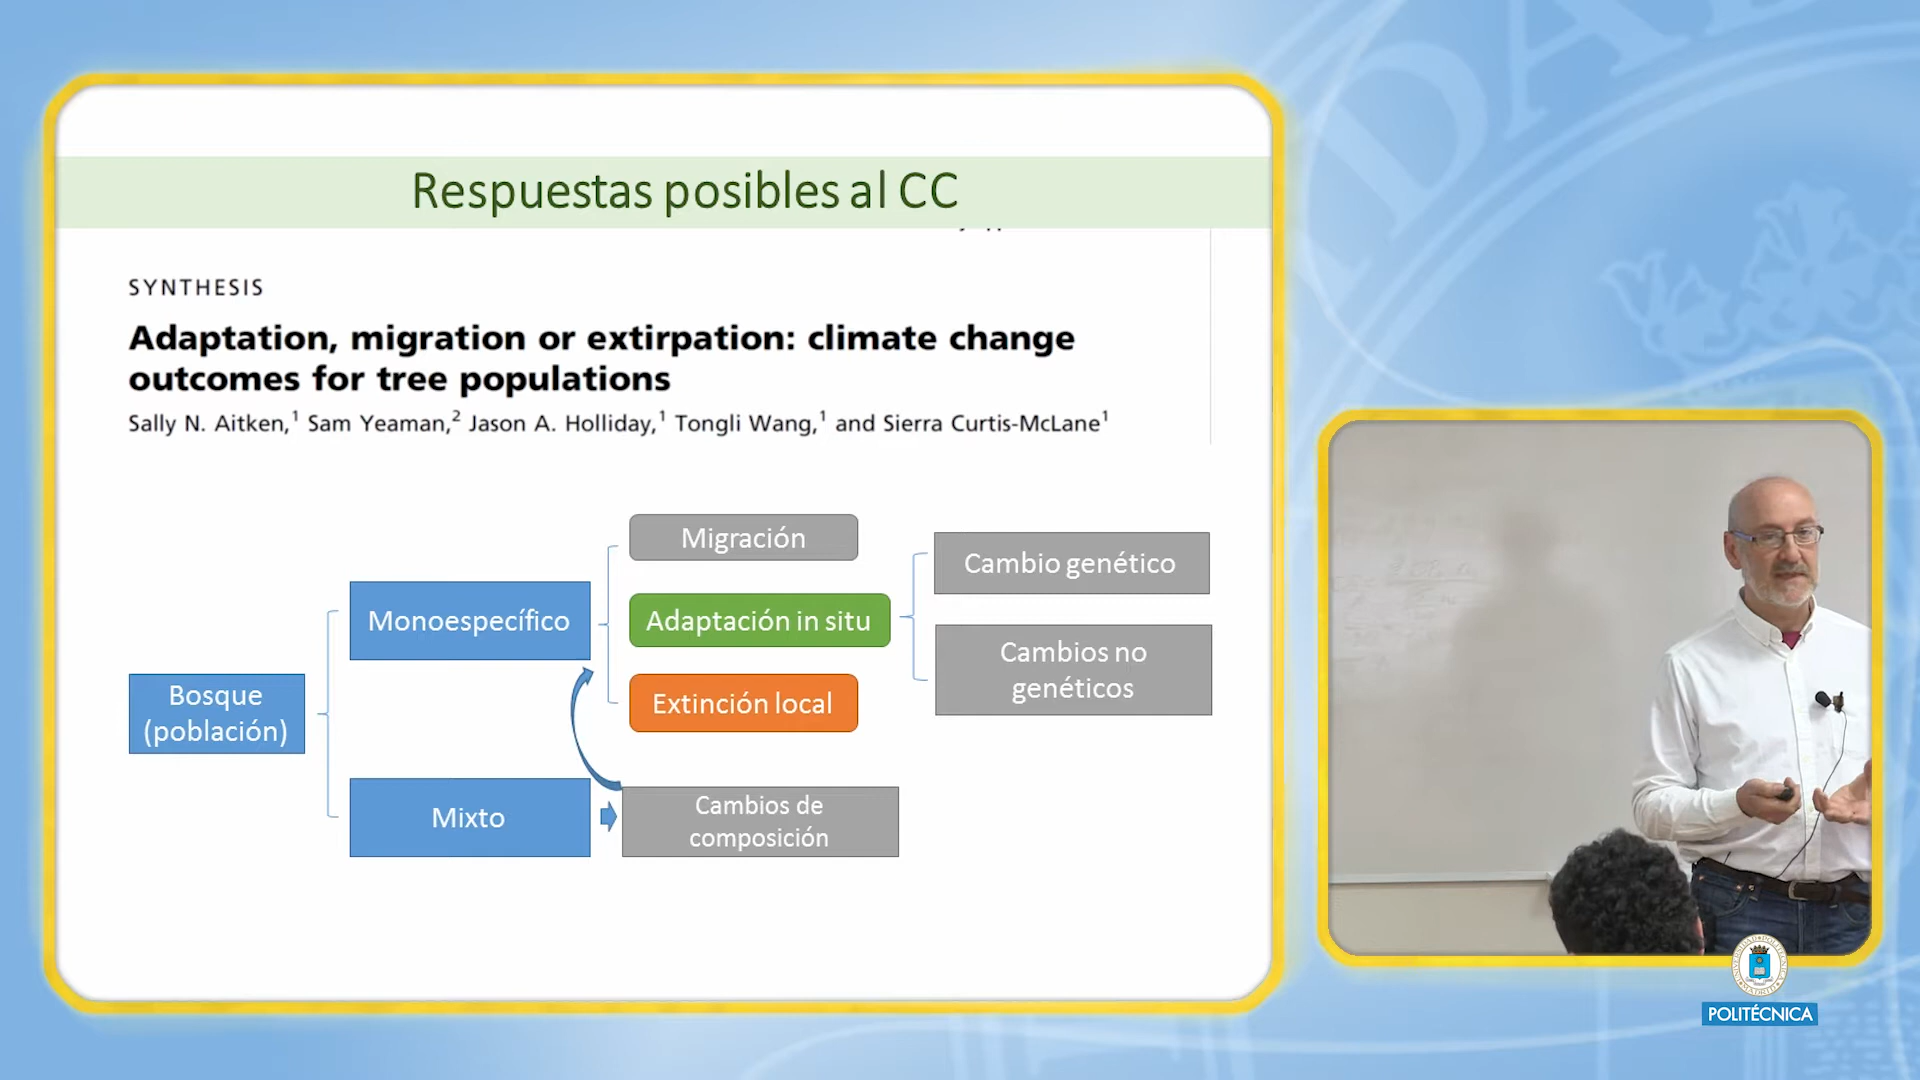 Respuestas posibles al CC
SYNTHESIS
Adaptation, migration or extirpation: climate change
outcomes for tree populations
Sally N. Aitken,¹ Sam Yeaman,² Jason A. Holliday,¹ Tongli Wang,¹ and Sierra Curtis-McLane¹
Bosque
(población)
Monoespecífico
Mixto
Migración
Adaptación in situ
Extinción local
Cambios de
composición
Cambio genético
Cambios no
genéticos
POLITÉCNICA